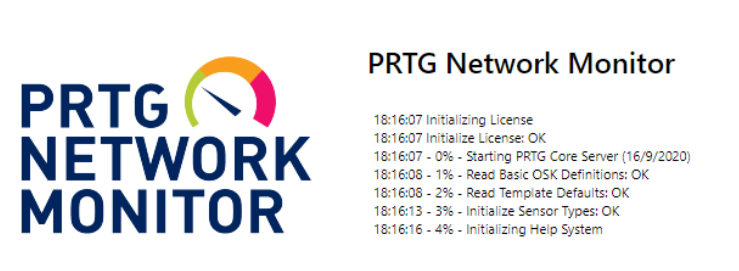 PRTG
NETWORK
MONITOR
PRTG Network Monitor
18:16:07 Initializing License
18:16:07 Initialize License: OK
18:16:07 - 0% - Starting PRTG Core Server (16/9/2020)
18:16:08 - 1% - Read Basic OSK Definitions: OK
18:16:08 - 2% - Read Template Defaults: OK
18:16:13 - 3% - Initialize Sensor Types: OK
18:16:16 - 4% - Initializing Help System